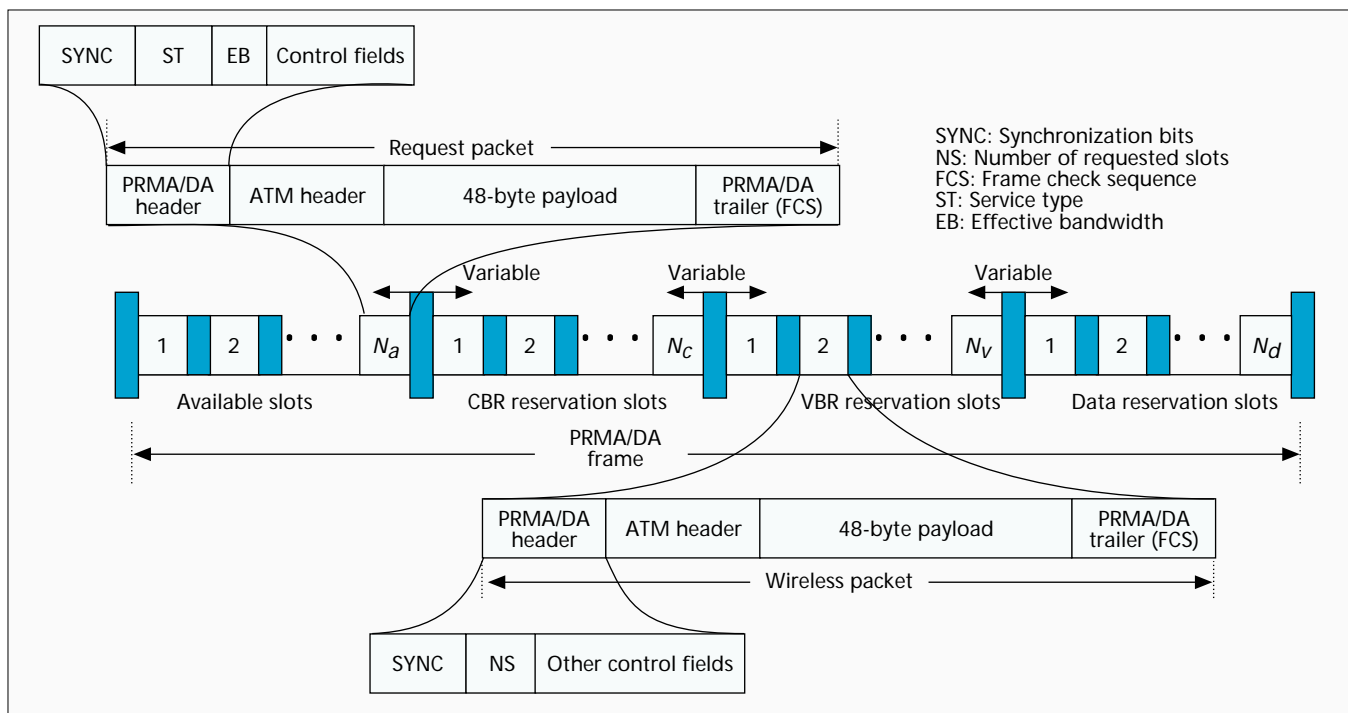 SYNC ST EB Control fields
Request packet
SYNC: Synchronization bits
NS: Number of requested slots
FCS: Frame check sequence
ST: Service type
EB: Effective bandwidth
PRMA/DA header ATM header 48-byte payload PRMA/DA trailer (FCS)
Variable Variable Variable
1 2 . . . Na 1 2 . . . Nc 1 2 . . . Nv 1 2 . . . Nd
Available slots CBR reservation slots VBR reservation slots Data reservation slots
PRMA/DA
frame
PRMA/DA header ATM header 48-byte payload PRMA/DA trailer (FCS)
Wireless packet
SYNC NS Other control fields